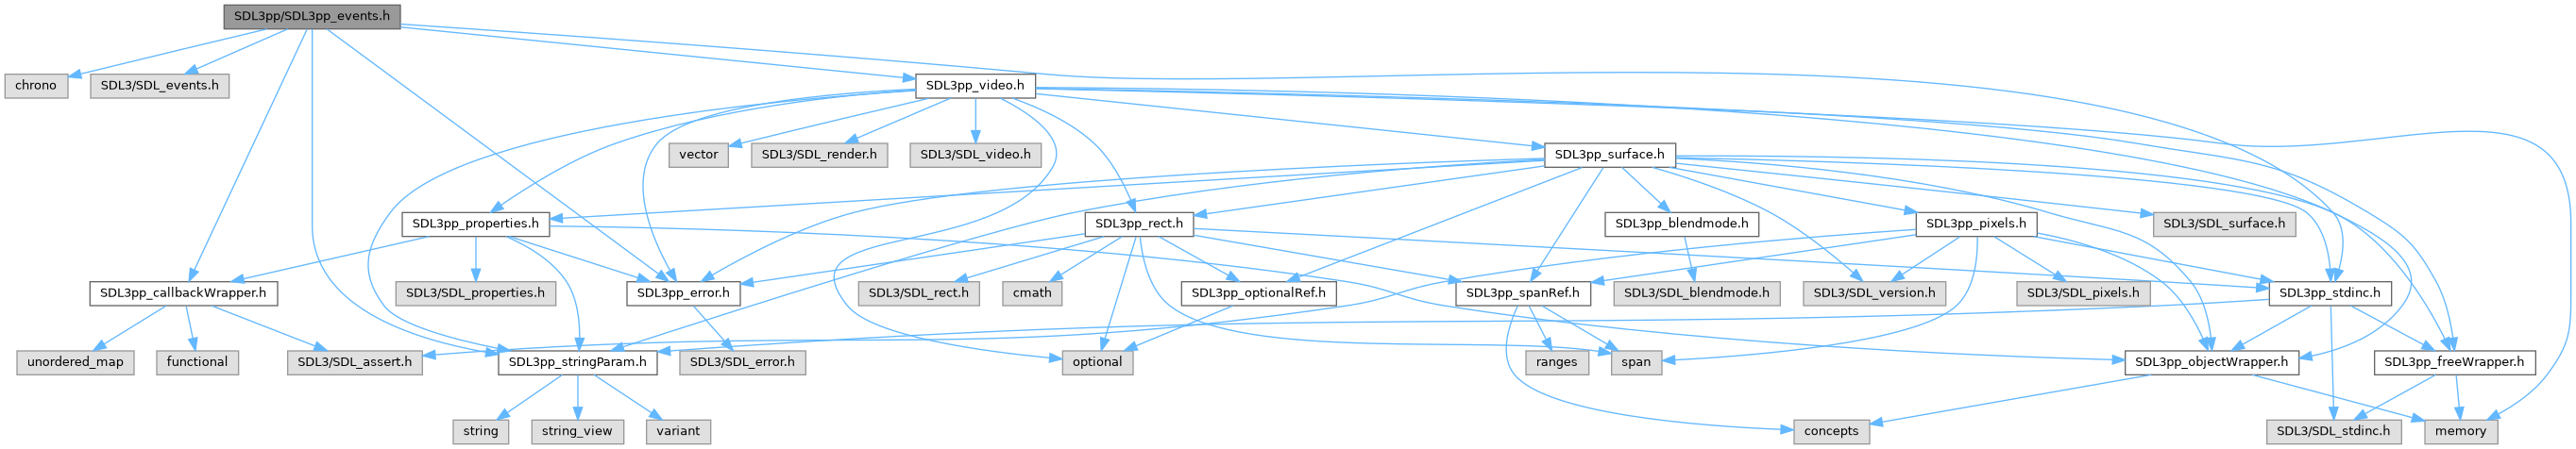 SDL3pp/SDL3pp_events.h
chrono
SDL3/SDL_events.h
SDL3pp_video.h
vector
SDL3/SDL_render.h
SDL3/SDL_video.h
SDL3pp_surface.h
SDL3pp_properties.h
SDL3pp_rect.h
SDL3pp_blendmode.h
SDL3pp_pixels.h
SDL3/SDL_surface.h
SDL3pp_callbackWrapper.h
SDL3/SDL_properties.h
SDL3pp_error.h
SDL3/SDL_rect.h
cmath
SDL3pp_optionalRef.h
SDL3pp_spanRef.h
SDL3/SDL_blendmode.h
SDL3/SDL_version.h
SDL3/SDL_pixels.h
SDL3pp_stdinc.h
unordered_map
functional
SDL3/SDL_assert.h
SDL3pp_stringParam.h
SDL3/SDL_error.h
optional
ranges
span
SDL3pp_objectWrapper.h
SDL3pp_freeWrapper.h
string
string_view
variant
concepts
SDL3/SDL_stdinc.h
memory